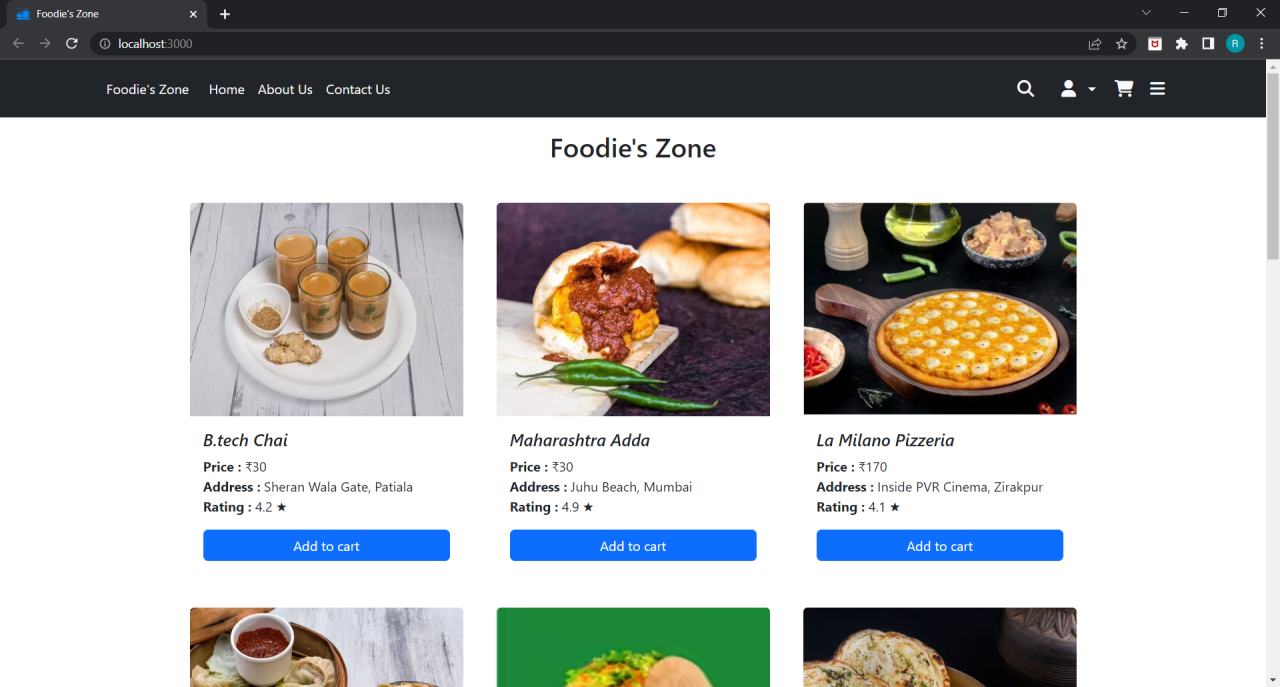 Foodie's Zone
localhost:3000
R
Foodie's Zone Home About Us Contact Us
Foodie's Zone
B.tech Chai
Price : ₹30
Address : Sheran Wala Gate, Patiala
Rating : 4.2 ★
Add to cart
Maharashtra Adda
Price : ₹30
Address : Juhu Beach, Mumbai
Rating : 4.9 ★
Add to cart
La Milano Pizzeria
Price : ₹170
Address : Inside PVR Cinema, Zirakpur
Rating : 4.1 ★
Add to cart